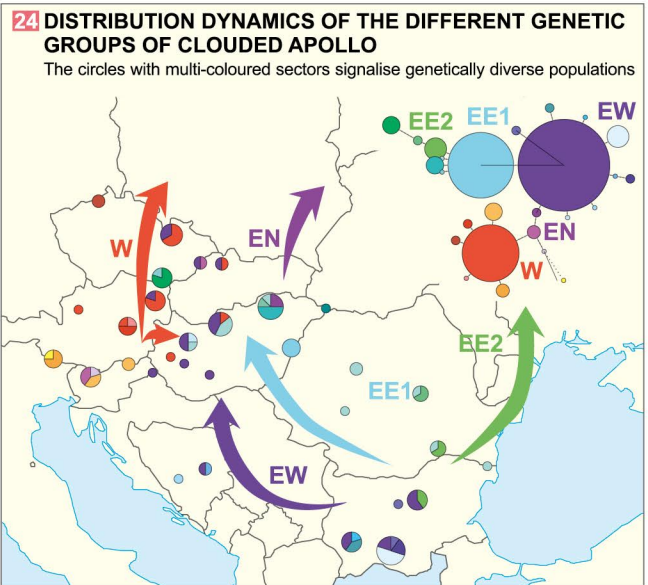 24 DISTRIBUTION DYNAMICS OF THE DIFFERENT GENETIC
GROUPS OF CLOUDED APOLLO
The circles with multi-coloured sectors signalise genetically diverse populations
EE2
EE1
EW
EN
W
W
EN
EE2
EE1
EW